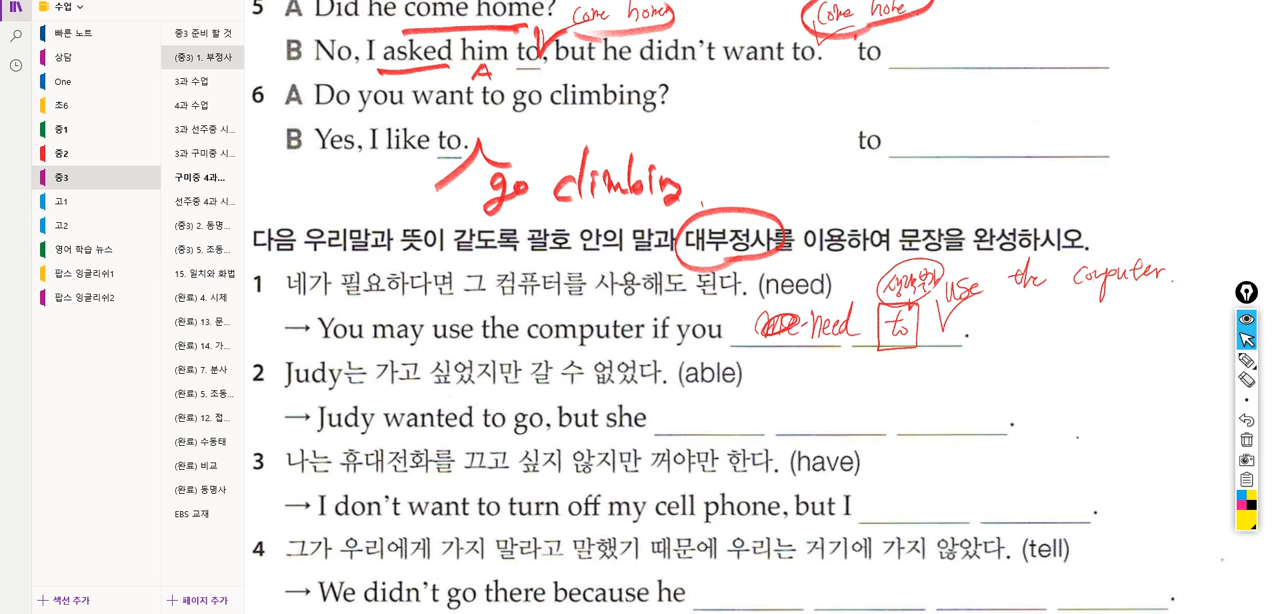 수업
빠른 노트
상담
One
초6
중1
중2
중3
고1
고2
영어 학습 뉴스
팝스 잉글리쉬1
팝스 잉글리쉬2
섹션 추가
중3 준비 할 것
(중3) 1. 부정사
3과 수업
4과 수업
3과 선주중 시...
3과 구미중 시...
구미중 4과...
선주중 4과 시...
(중3) 2. 동명...
(중3) 5. 조동...
15. 일치와 화법
(완료) 4. 시제
(완료) 13. 문...
(완료) 14. 가...
(완료) 7. 분사
(완료) 5. 조동...
(완료) 12. 접...
(완료) 수동태
(완료) 비교
(완료) 동명사
EBS 교재
페이지 추가
5 A Did he come home? come home come home
B No, I asked him to, but he didn't want to. to
A
6 A Do you want to go climbing?
B Yes, I like to. to
go climbing
다음 우리말과 뜻이 같도록 괄호 안의 말과 대부정사를 이용하여 문장을 완성하시오.
1 네가 필요하다면 그 컴퓨터를 사용해도 된다. (need)
use the computer.
→ You may use the computer if you need to.
2 Judy는 가고 싶었지만 갈 수 없었다. (able)
→ Judy wanted to go, but she .
3 나는 휴대전화를 끄고 싶지 않지만 꺼야만 한다. (have)
→ I don't want to turn off my cell phone, but I .
4 그가 우리에게 가지 말라고 말했기 때문에 우리는 거기에 가지 않았다. (tell)
→ We didn't go there because he .